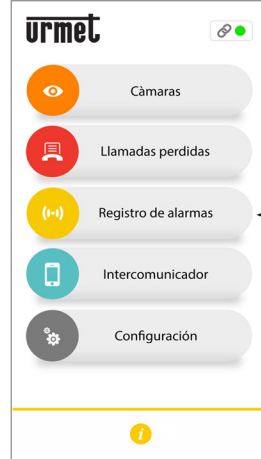 urmet
Càmaras
Llamadas perdidas
Registro de alarmas
Intercomunicador
Configuración
i